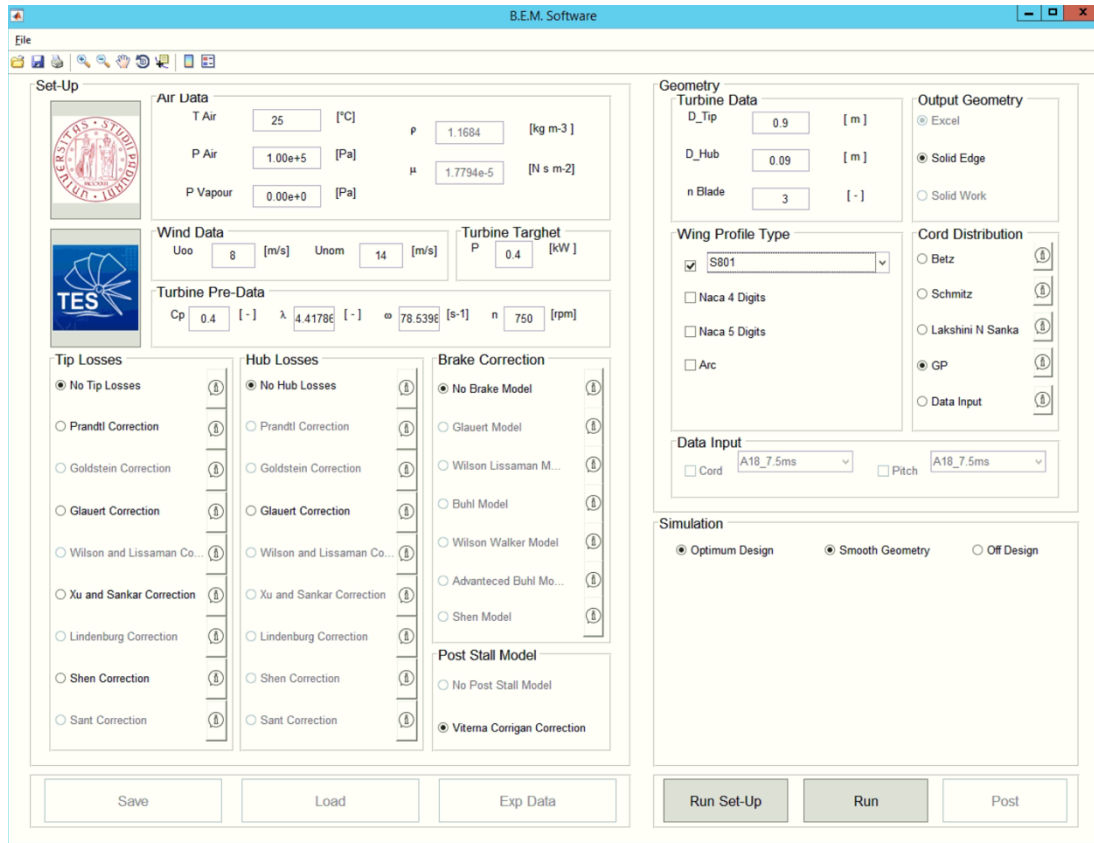 B.E.M. Software
File
Set-Up
Air Data
T Air 25 [°C]
P Air 1.00e+5 [Pa]
P Vapour 0.00e+0 [Pa]
ρ 1.1684 [kg m-3 ]
μ 1.7794e-5 [N s m-2]
Wind Data
Uoo 8 [m/s] Unom 14 [m/s]
Turbine Targhet
P 0.4 [kW ]
TES
Turbine Pre-Data
Cp 0.4 [ - ] λ 4.41786 [ - ] ω 78.5398 [s-1] n 750 [rpm]
Tip Losses
No Tip Losses
Prandtl Correction
Goldstein Correction
Glauert Correction
Wilson and Lissaman Co...
Xu and Sankar Correction
Lindenburg Correction
Shen Correction
Sant Correction
Hub Losses
No Hub Losses
Prandtl Correction
Goldstein Correction
Glauert Correction
Wilson and Lissaman Co...
Xu and Sankar Correction
Lindenburg Correction
Shen Correction
Sant Correction
Brake Correction
No Brake Model
Glauert Model
Wilson Lissaman M...
Buhl Model
Wilson Walker Model
Advanteced Buhl Mo...
Shen Model
Post Stall Model
No Post Stall Model
Viterna Corrigan Correction
Save Load Exp Data
Geometry
Turbine Data
D_Tip 0.9 [ m ]
D_Hub 0.09 [ m ]
n Blade 3 [ - ]
Output Geometry
Excel
Solid Edge
Solid Work
Wing Profile Type
S801
Naca 4 Digits
Naca 5 Digits
Arc
Cord Distribution
Betz
Schmitz
Lakshini N Sanka
GP
Data Input
Data Input
Cord A18_7.5ms Pitch A18_7.5ms
Simulation
Optimum Design Smooth Geometry Off Design
Run Set-Up Run Post